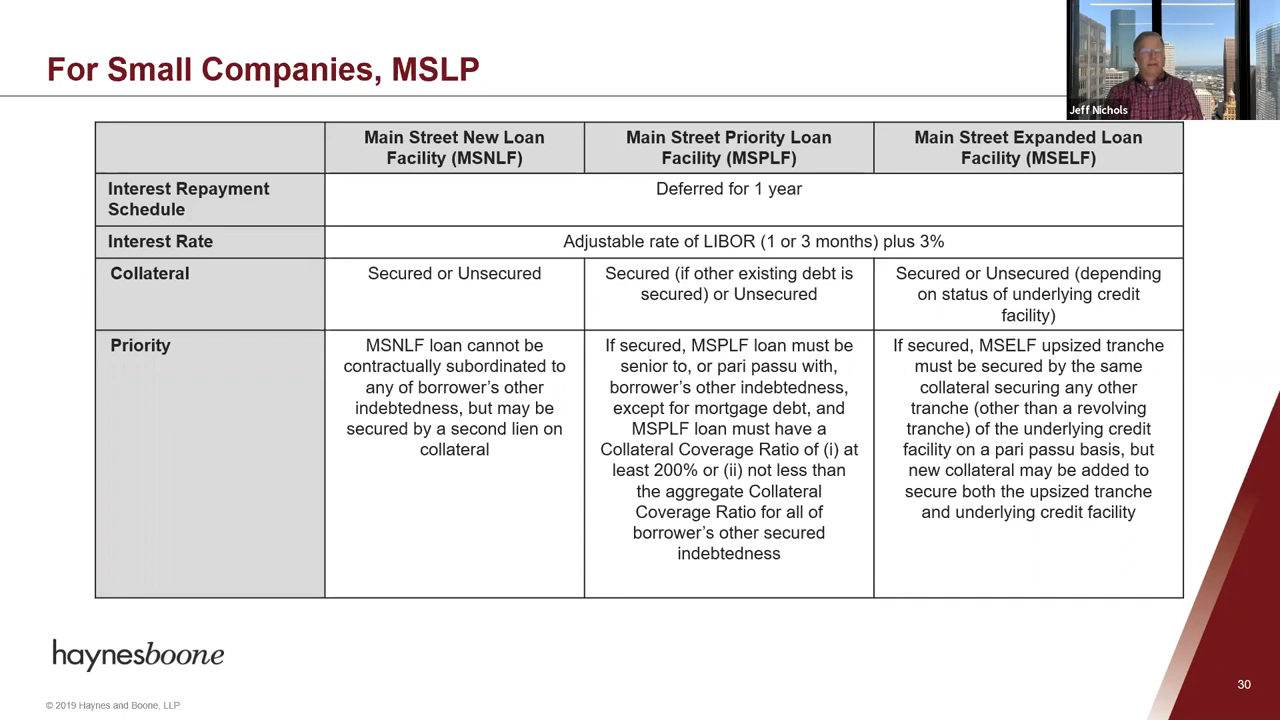 For Small Companies, MSLP
Jeff Nichols
Main Street New Loan
Facility (MSNLF)
Main Street Priority Loan
Facility (MSPLF)
Main Street Expanded Loan
Facility (MSELF)
Interest Repayment
Schedule
Deferred for 1 year
Interest Rate
Adjustable rate of LIBOR (1 or 3 months) plus 3%
Collateral
Secured or Unsecured
Secured (if other existing debt is
secured) or Unsecured
Secured or Unsecured (depending
on status of underlying credit
facility)
Priority
MSNLF loan cannot be
contractually subordinated to
any of borrower’s other
indebtedness, but may be
secured by a second lien on
collateral
If secured, MSPLF loan must be
senior to, or pari passu with,
borrower’s other indebtedness,
except for mortgage debt, and
MSPLF loan must have a
Collateral Coverage Ratio of (i) at
least 200% or (ii) not less than
the aggregate Collateral
Coverage Ratio for all of
borrower’s other secured
indebtedness
If secured, MSELF upsized tranche
must be secured by the same
collateral securing any other
tranche (other than a revolving
tranche) of the underlying credit
facility on a pari passu basis, but
new collateral may be added to
secure both the upsized tranche
and underlying credit facility
haynesboone
30
© 2019 Haynes and Boone, LLP